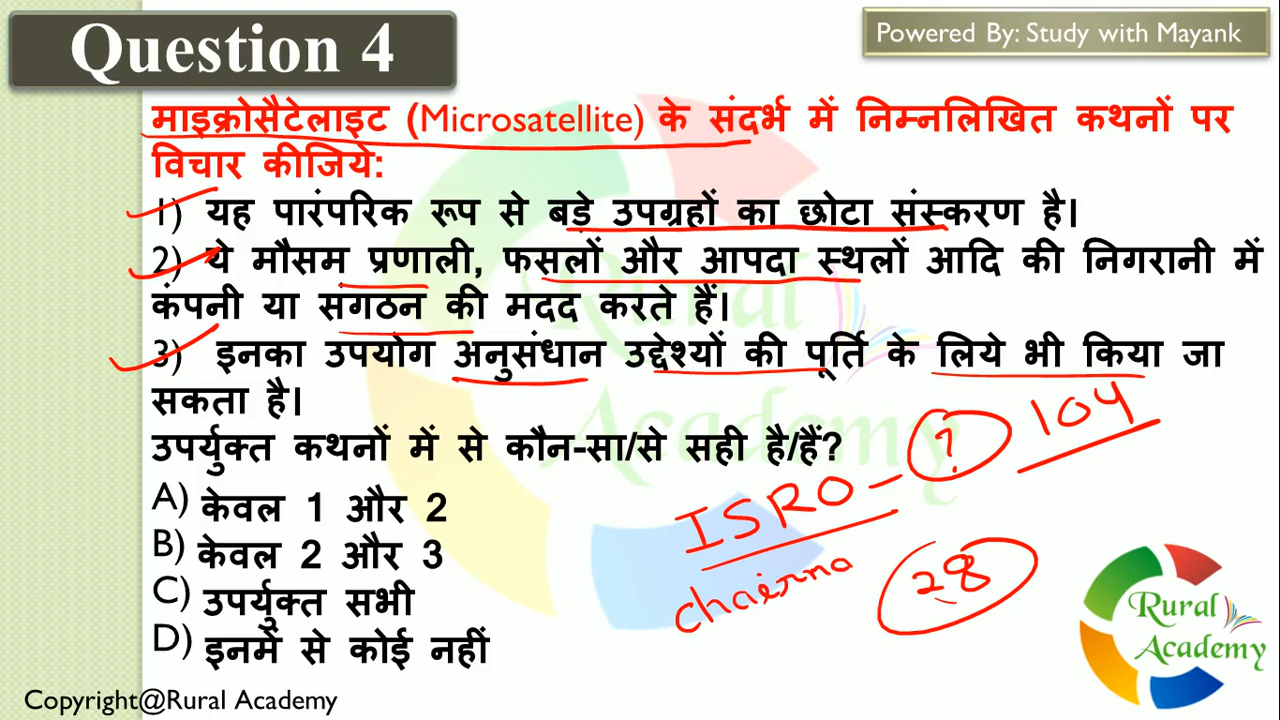 Question 4
Powered By: Study with Mayank
माइक्रोसैटेलाइट (Microsatellite) के संदर्भ में निम्नलिखित कथनों पर
विचार कीजिये:
1) यह पारंपरिक रूप से बड़े उपग्रहों का छोटा संस्करण है।
2) ये मौसम प्रणाली, फसलों और आपदा स्थलों आदि की निगरानी में
कंपनी या संगठन की मदद करते हैं।
3) इनका उपयोग अनुसंधान उद्देश्यों की पूर्ति के लिये भी किया जा
सकता है।
उपर्युक्त कथनों में से कौन-सा/से सही है/हैं?
A) केवल 1 और 2
B) केवल 2 और 3
C) उपर्युक्त सभी
D) इनमें से कोई नहीं
ISRO - ? 104
chairma
28
Rural
Academy
Rural
Academy
Copyright@Rural Academy